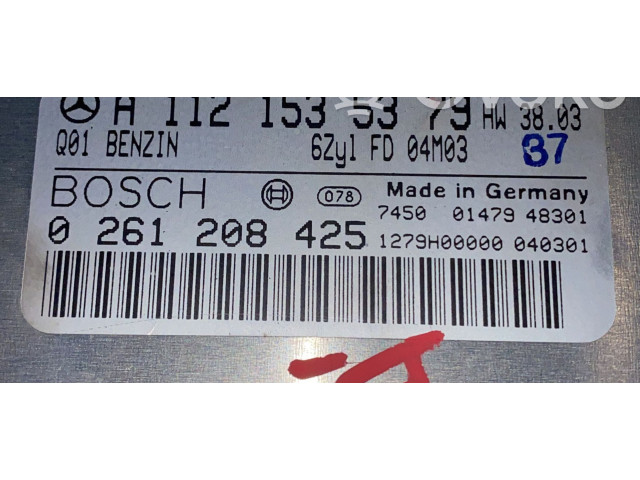 A 112 153 53 79 HW 38.03
Q01 BENZIN 6Zyl FD 04M03 37
BOSCH 078 Made in Germany
7450 01479 48301
0 261 208 425 1279H00000 040301